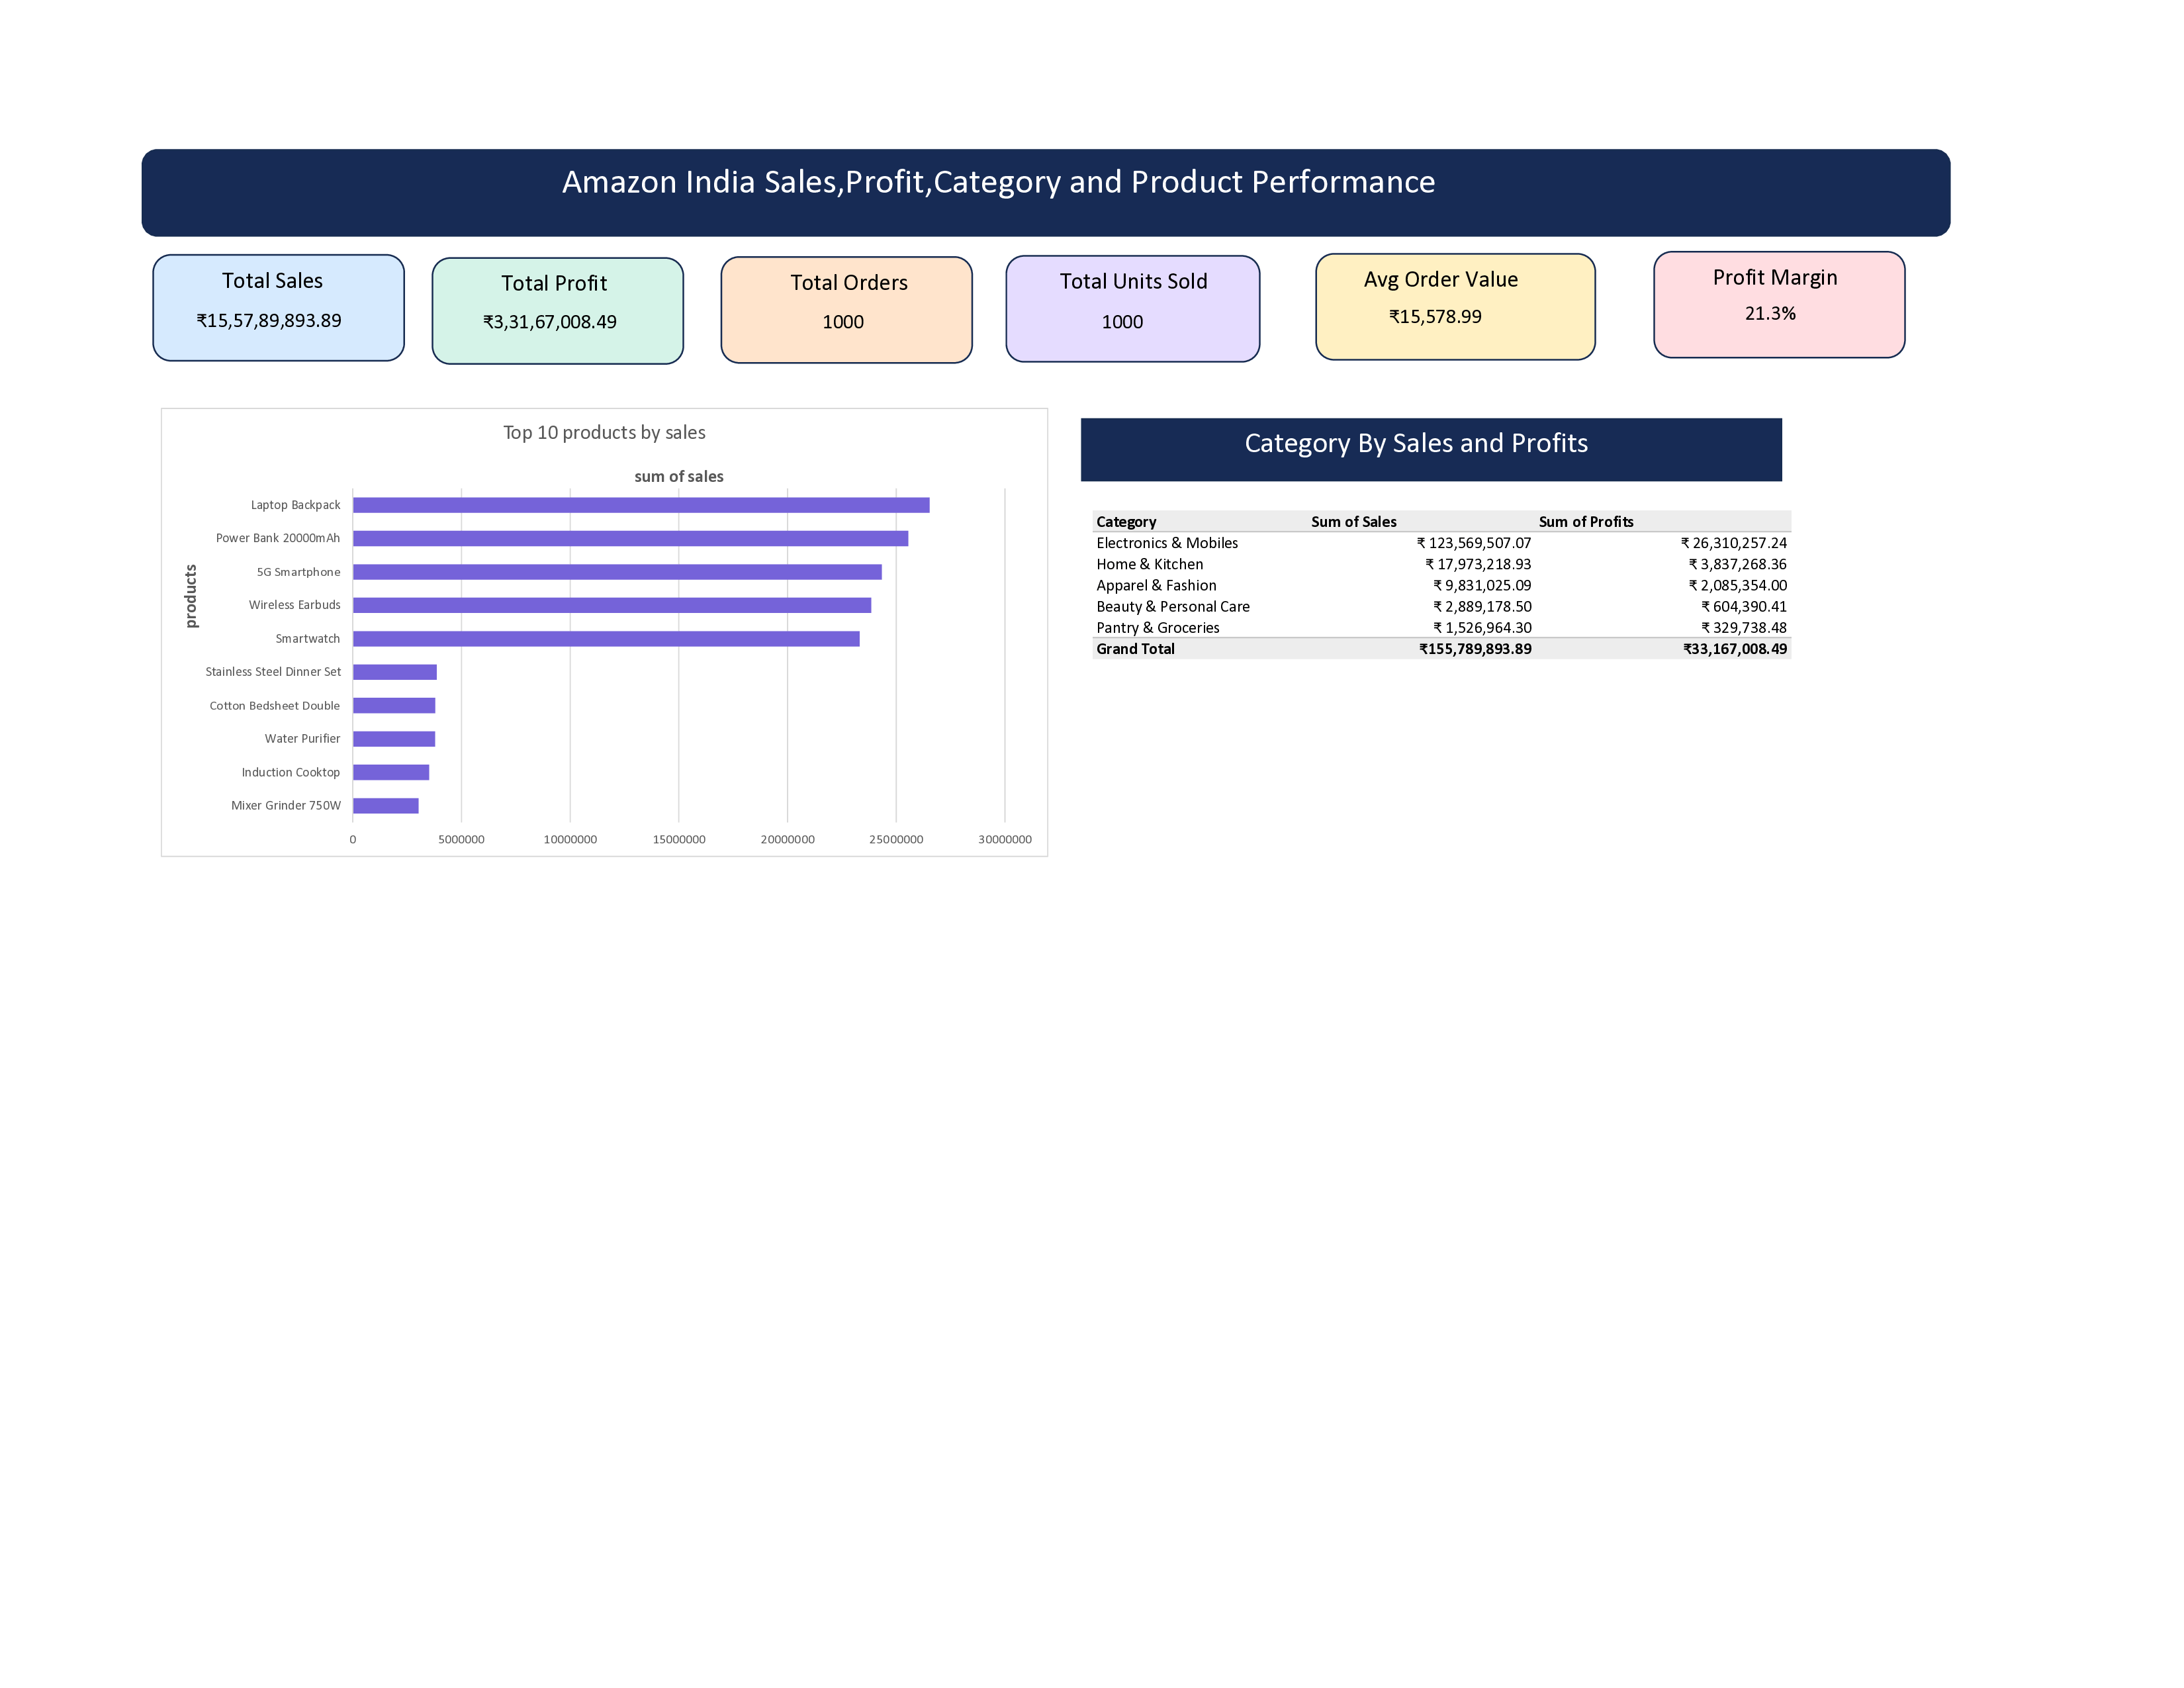 Amazon India Sales,Profit,Category and Product Performance
Total Sales
₹15,57,89,893.89
Total Profit
₹3,31,67,008.49
Total Orders
1000
Total Units Sold
1000
Avg Order Value
₹15,578.99
Profit Margin
21.3%
Top 10 products by sales
sum of sales
products
Laptop Backpack
Power Bank 20000mAh
5G Smartphone
Wireless Earbuds
Smartwatch
Stainless Steel Dinner Set
Cotton Bedsheet Double
Water Purifier
Induction Cooktop
Mixer Grinder 750W
0 5000000 10000000 15000000 20000000 25000000 30000000
Category By Sales and Profits
Category Sum of Sales Sum of Profits
Electronics & Mobiles ₹ 123,569,507.07 ₹ 26,310,257.24
Home & Kitchen ₹ 17,973,218.93 ₹ 3,837,268.36
Apparel & Fashion ₹ 9,831,025.09 ₹ 2,085,354.00
Beauty & Personal Care ₹ 2,889,178.50 ₹ 604,390.41
Pantry & Groceries ₹ 1,526,964.30 ₹ 329,738.48
Grand Total ₹155,789,893.89 ₹33,167,008.49